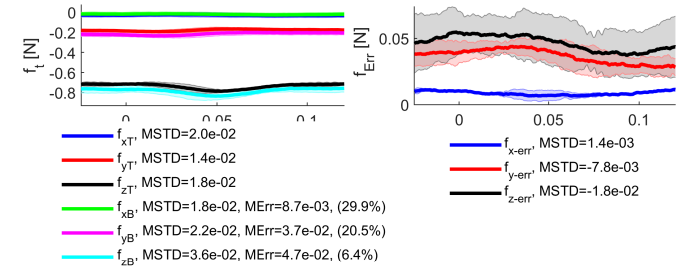 0
-0.2
-0.4
-0.6
-0.8
f_t [N]
0 0.05 0.1
f_xT, MSTD=2.0e-02
f_yT, MSTD=1.4e-02
f_zT, MSTD=1.8e-02
f_xB, MSTD=1.8e-02, MErr=8.7e-03, (29.9%)
f_yB, MSTD=2.2e-02, MErr=3.7e-02, (20.5%)
f_zB, MSTD=3.6e-02, MErr=4.7e-02, (6.4%)
0.05
0
f_Err [N]
0 0.05 0.1
f_x-err, MSTD=1.4e-03
f_y-err, MSTD=-7.8e-03
f_z-err, MSTD=-1.8e-02